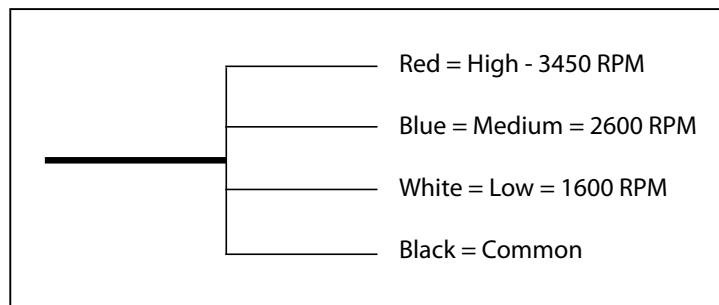 Red = High - 3450 RPM
Blue = Medium = 2600 RPM
White = Low = 1600 RPM
Black = Common